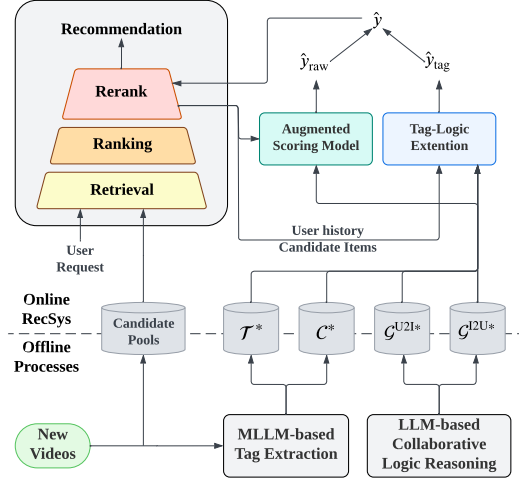 Recommendation
Rerank
Ranking
Retrieval
User
Request
ŷ
ŷraw
ŷtag
Augmented
Scoring Model
Tag-Logic
Extention
User history
Candidate Items
Online
RecSys
Offline
Processes
Candidate
Pools
𝒯*
𝒞*
𝒢U2I*
𝒢I2U*
New
Videos
MLLM-based
Tag Extraction
LLM-based
Collaborative
Logic Reasoning